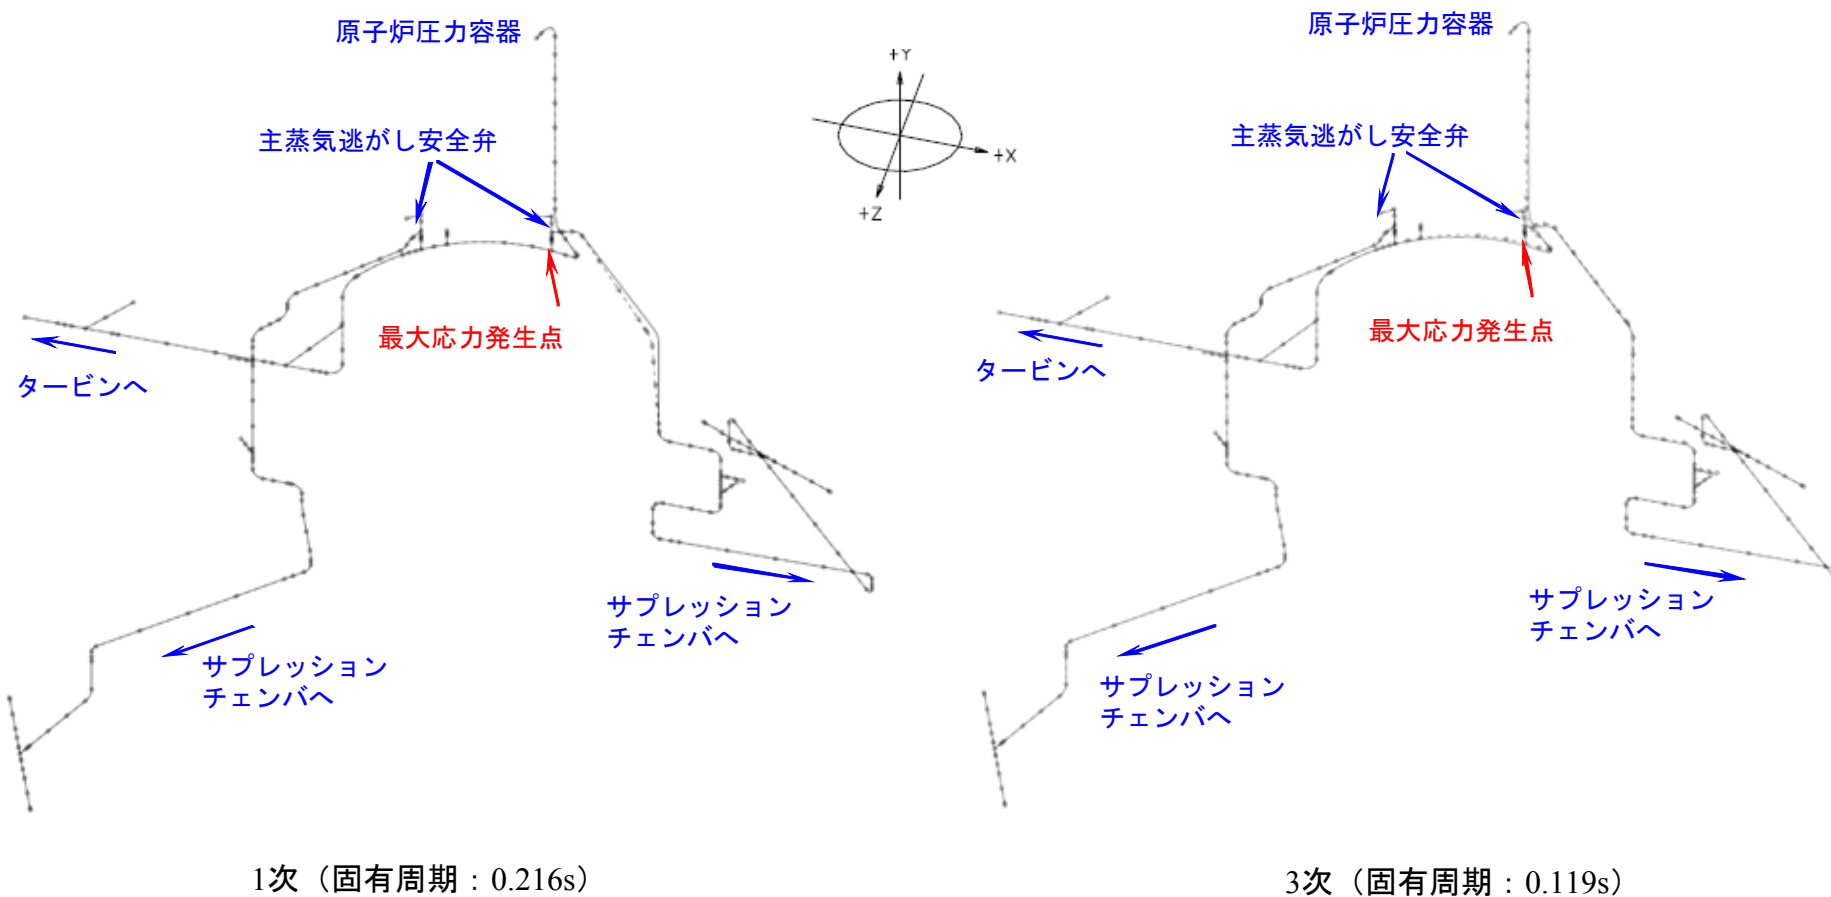 原子炉圧力容器
主蒸気逃がし安全弁
最大応力発生点
タービンへ
サプレッション
チェンバへ
サプレッション
チェンバへ
1次（固有周期：0.216s）
+Y
+X
+Z
原子炉圧力容器
主蒸気逃がし安全弁
最大応力発生点
タービンへ
サプレッション
チェンバへ
サプレッション
チェンバへ
3次（固有周期：0.119s）